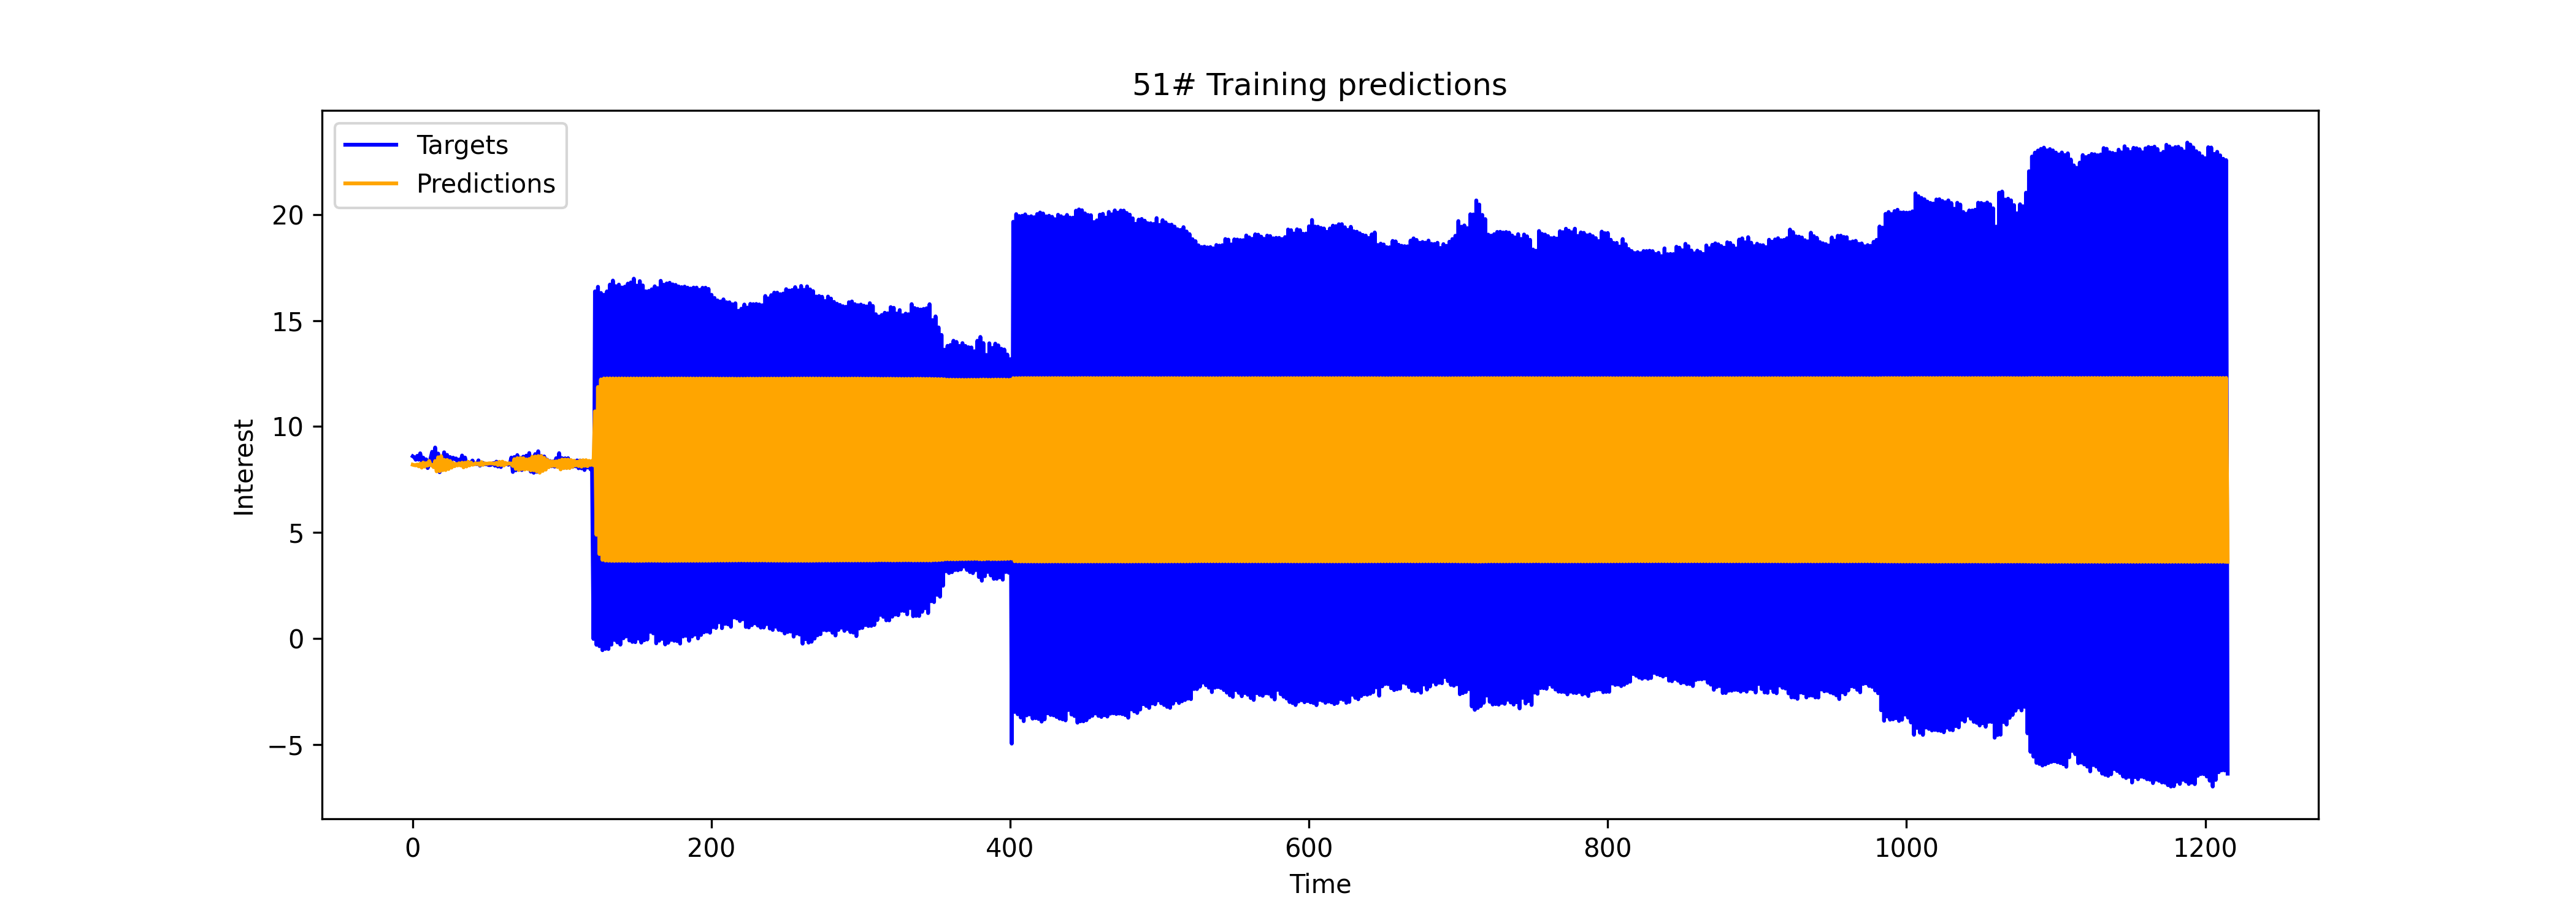 51# Training predictions
Targets
Predictions
Interest
20
15
10
5
0
−5
0 200 400 600 800 1000 1200
Time